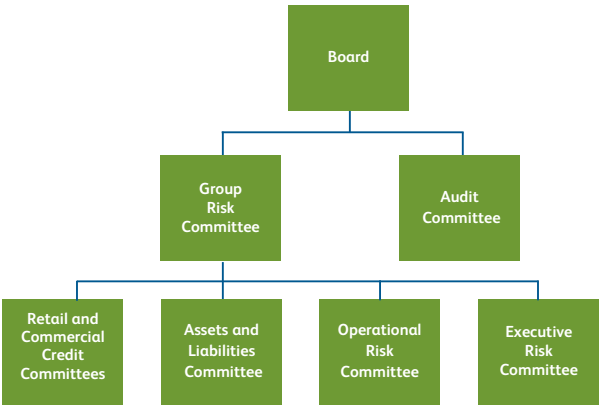 Board
Group
Risk
Committee
Audit
Committee
Retail and
Commercial
Credit
Committees
Assets and
Liabilities
Committee
Operational
Risk
Committee
Executive
Risk
Committee